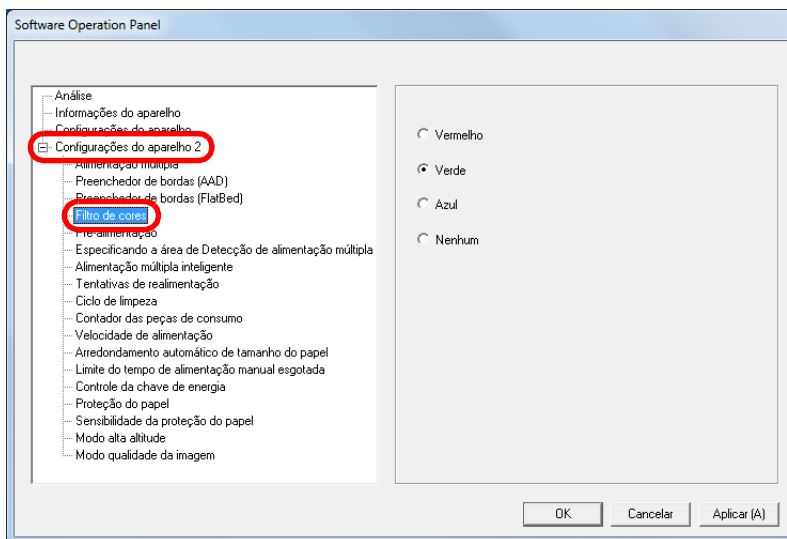 Software Operation Panel
Análise
Informações do aparelho
Configurações do aparelho
Configurações do aparelho 2
Alimentação múltipla
Preenchedor de bordas (AAD)
Preenchedor de bordas (FlatBed)
Filtro de cores
Pré-alimentação
Especificando a área de Detecção de alimentação múltipla
Alimentação múltipla inteligente
Tentativas de realimentação
Ciclo de limpeza
Contador das peças de consumo
Velocidade de alimentação
Arredondamento automático de tamanho do papel
Limite do tempo de alimentação manual esgotada
Controle da chave de energia
Proteção do papel
Sensibilidade da proteção do papel
Modo alta altitude
Modo qualidade da imagem
Vermelho
Verde
Azul
Nenhum
OK
Cancelar
Aplicar (A)